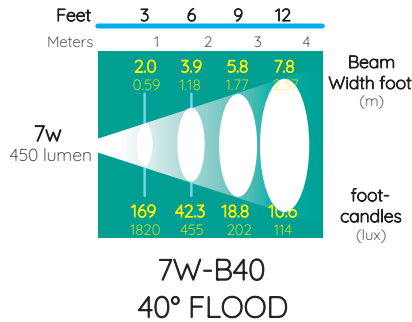 Feet 3 6 9 12
Meters 1 2 3 4
2.0 3.9 5.8 7.8
0.59 1.18 1.77 2.37
Beam
Width foot
(m)
7w
450 lumen
169 42.3 18.8 10.6
1820 455 202 114
foot-
candles
(lux)
7W-B40
40° FLOOD